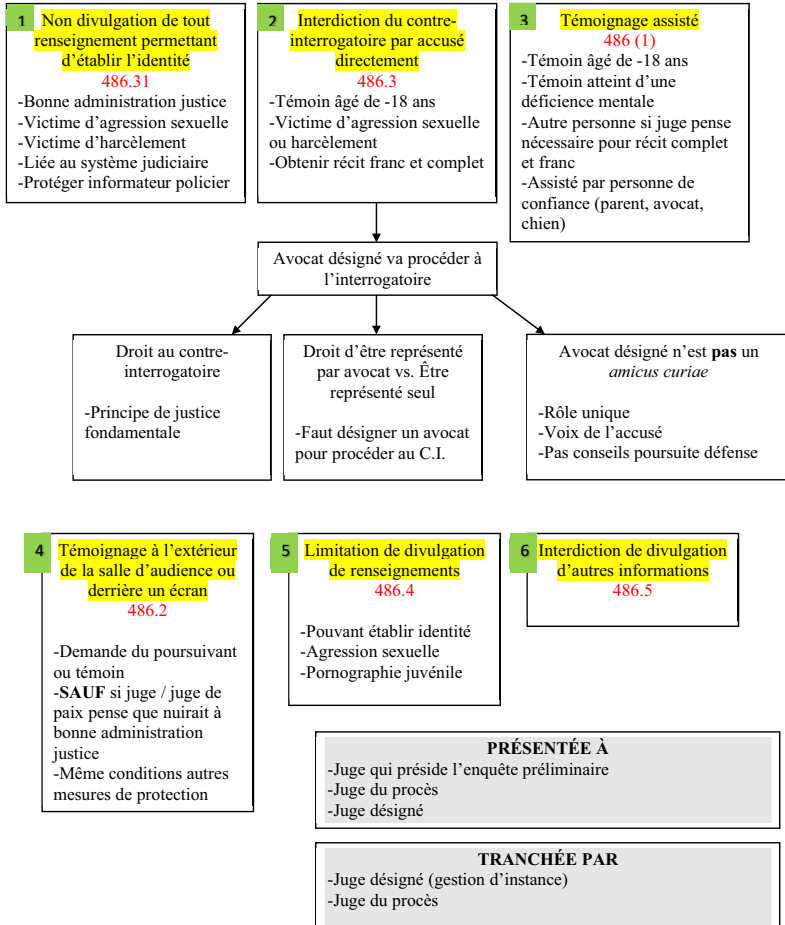 1 Non divulgation de tout
renseignement permettant
d'établir l'identité
486.31
-Bonne administration justice
-Victime d'agression sexuelle
-Victime d'harcèlement
-Liée au système judiciaire
-Protéger informateur policier
2 Interdiction du contre-
interrogatoire par accusé
directement
486.3
-Témoin âgé de -18 ans
-Victime d'agression sexuelle
ou harcèlement
-Obtenir récit franc et complet
3 Témoignage assisté
486 (1)
-Témoin âgé de -18 ans
-Témoin atteint d'une
déficience mentale
-Autre personne si juge pense
nécessaire pour récit complet
et franc
-Assisté par personne de
confiance (parent, avocat,
chien)
Avocat désigné va procéder à
l'interrogatoire
Droit au contre-
interrogatoire
-Principe de justice
fondamentale
Droit d'être représenté
par avocat vs. Être
représenté seul
-Faut désigner un avocat
pour procéder au C.I.
Avocat désigné n'est pas un
amicus curiae
-Rôle unique
-Voix de l'accusé
-Pas conseils poursuite défense
4 Témoignage à l'extérieur
de la salle d'audience ou
derrière un écran
486.2
-Demande du poursuivant
ou témoin
-SAUF si juge / juge de
paix pense que nuirait à
bonne administration
justice
-Même conditions autres
mesures de protection
5 Limitation de divulgation
de renseignements
486.4
-Pouvant établir identité
-Agression sexuelle
-Pornographie juvénile
6 Interdiction de divulgation
d'autres informations
486.5
PRÉSENTÉE À
-Juge qui préside l'enquête préliminaire
-Juge du procès
-Juge désigné
TRANCHÉE PAR
-Juge désigné (gestion d'instance)
-Juge du procès